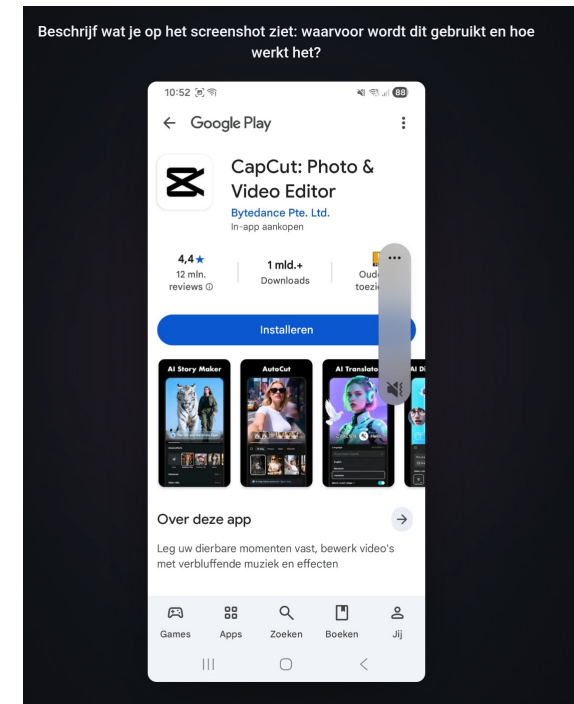 Beschrijf wat je op het screenshot ziet: waarvoor wordt dit gebruikt en hoe
werkt het?
10:52
88
Google Play
CapCut: Photo &
Video Editor
Bytedance Pte. Ltd.
In-app aankopen
4,4★
12 mln.
reviews
1 mld.+
Downloads
Installeren
AI Story Maker
AutoCut
AI Translato
AI Di
Over deze app
Leg uw dierbare momenten vast, bewerk video's
met verbluffende muziek en effecten
Games
Apps
Zoeken
Boeken
Jij